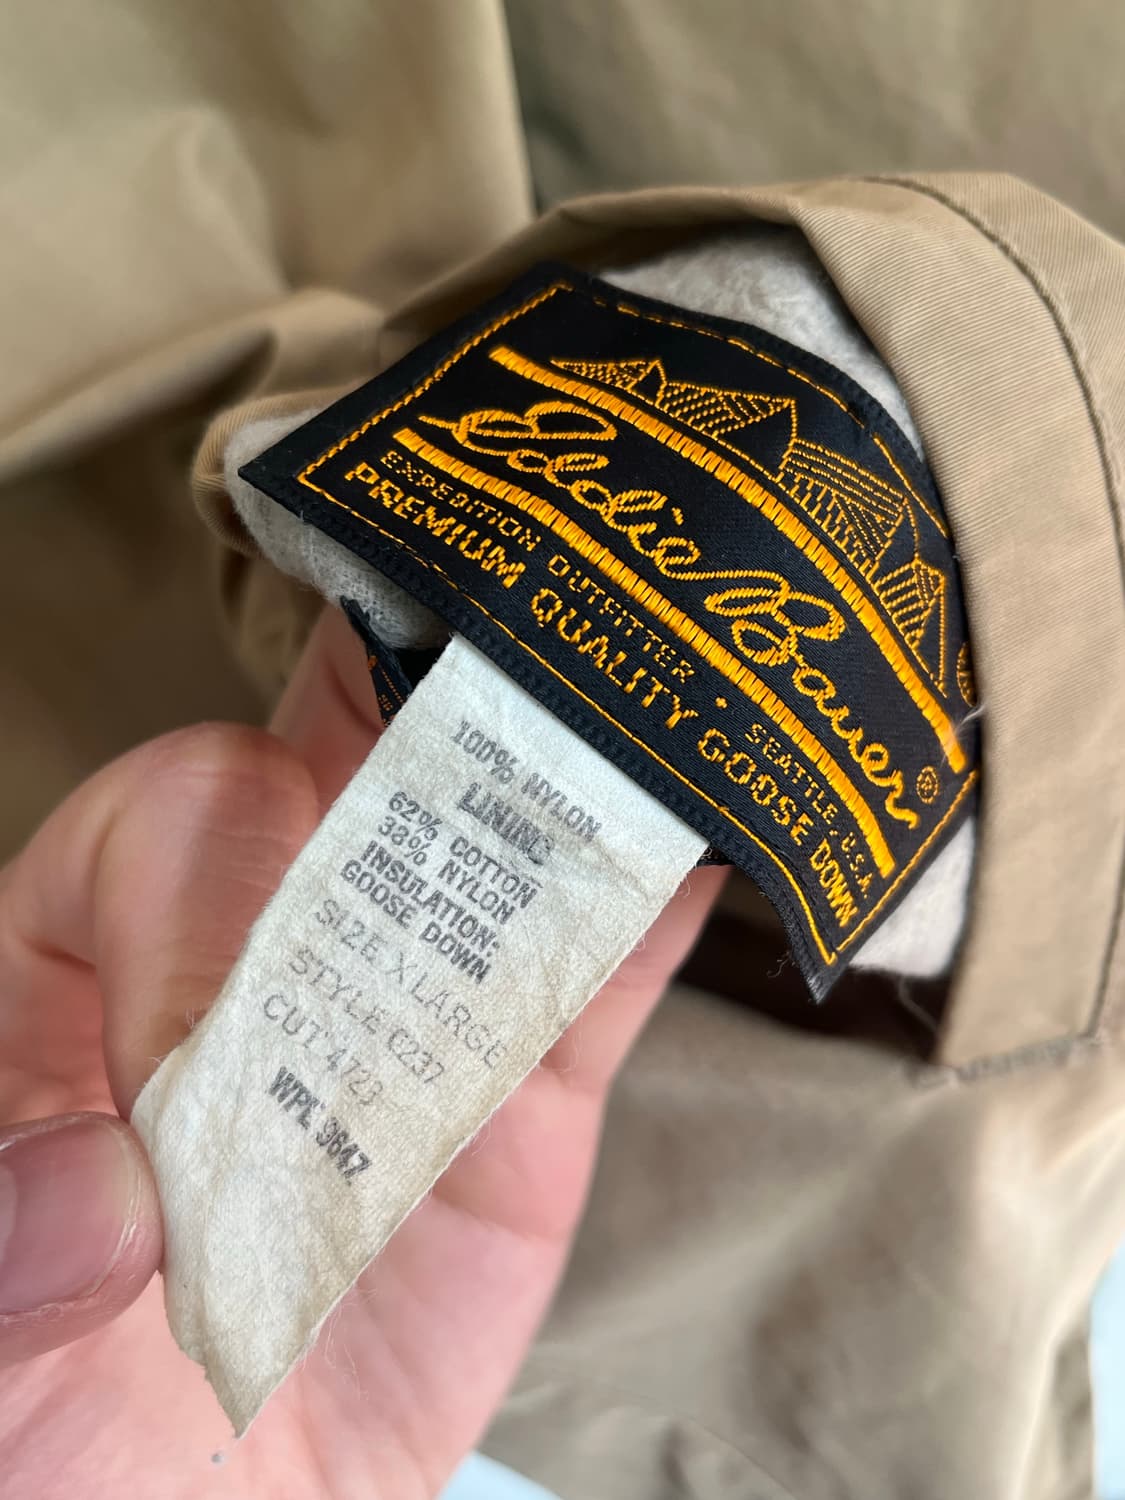 Eddie Bauer®
EXPEDITION OUTFITTER • SEATTLE, U.S.A.
PREMIUM QUALITY GOOSE DOWN
100% NYLON
LINING
62% COTTON
38% NYLON
INSULATION:
GOOSE DOWN
SIZE XLARGE
STYLE 0237
CUT 4723
WPL 9647